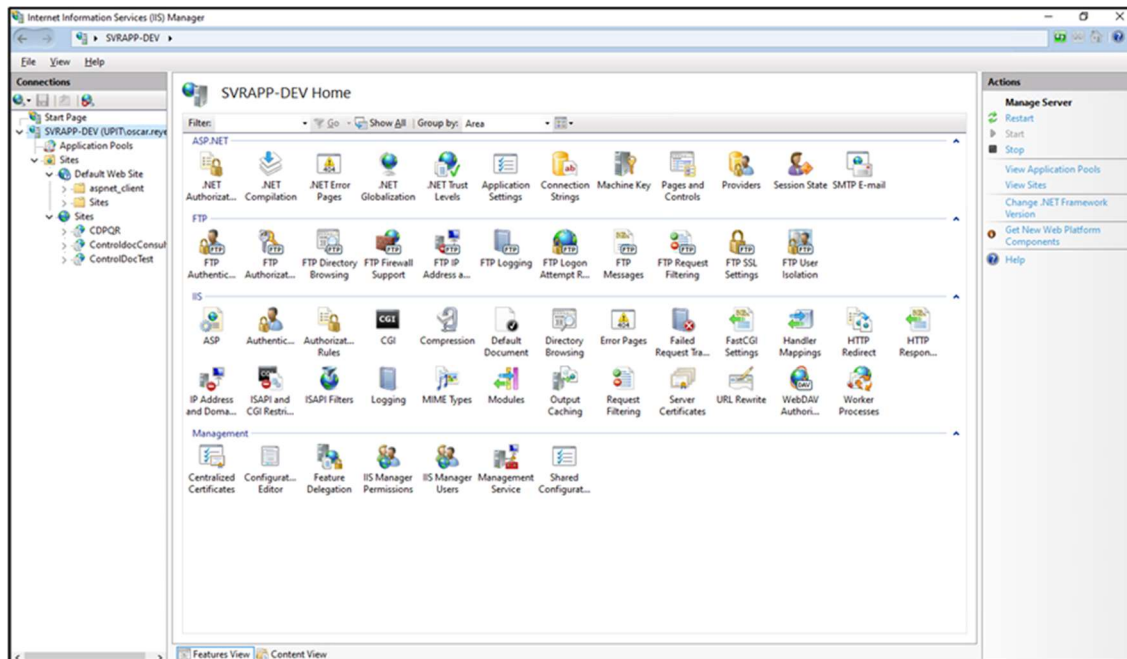 Internet Information Services (IIS) Manager
SVRAPP-DEV
File View Help
Connections
Start Page
SVRAPP-DEV (UPIT\oscar.reye
Application Pools
Sites
Default Web Site
aspnet_client
Sites
Sites
CDPQR
ControldocConsult
ControlDocTest
SVRAPP-DEV Home
Filter: Go Show All Group by: Area
ASP.NET
.NET Authorizat...
.NET Compilation
.NET Error Pages
.NET Globalization
.NET Trust Levels
Application Settings
Connection Strings
Machine Key
Pages and Controls
Providers
Session State
SMTP E-mail
FTP
FTP Authentic...
FTP Authorizat...
FTP Directory Browsing
FTP Firewall Support
FTP IP Address a...
FTP Logging
FTP Logon Attempt R...
FTP Messages
FTP Request Filtering
FTP SSL Settings
FTP User Isolation
IIS
ASP
Authentic...
Authorizat... Rules
CGI
Compression
Default Document
Directory Browsing
Error Pages
Failed Request Tra...
FastCGI Settings
Handler Mappings
HTTP Redirect
HTTP Respon...
IP Address and Doma...
ISAPI and CGI Restri...
ISAPI Filters
Logging
MIME Types
Modules
Output Caching
Request Filtering
Server Certificates
URL Rewrite
WebDAV Authori...
Worker Processes
Management
Centralized Certificates
Configurat... Editor
Feature Delegation
IIS Manager Permissions
IIS Manager Users
Management Service
Shared Configurat...
Features View Content View
Actions
Manage Server
Restart
Start
Stop
View Application Pools
View Sites
Change .NET Framework
Version
Get New Web Platform
Components
Help